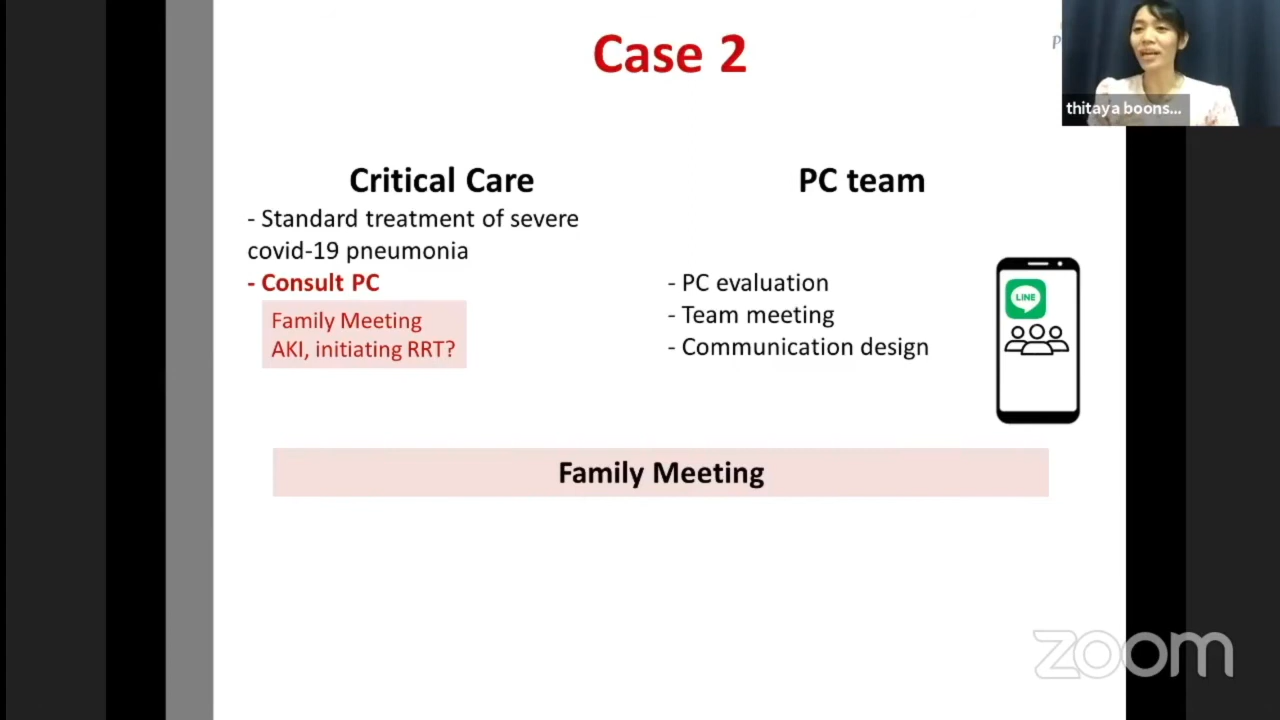 Case 2
P
thitaya boons...
Critical Care
- Standard treatment of severe
covid-19 pneumonia
- Consult PC
Family Meeting
AKI, initiating RRT?
PC team
- PC evaluation
- Team meeting
- Communication design
LINE
Family Meeting
zoom